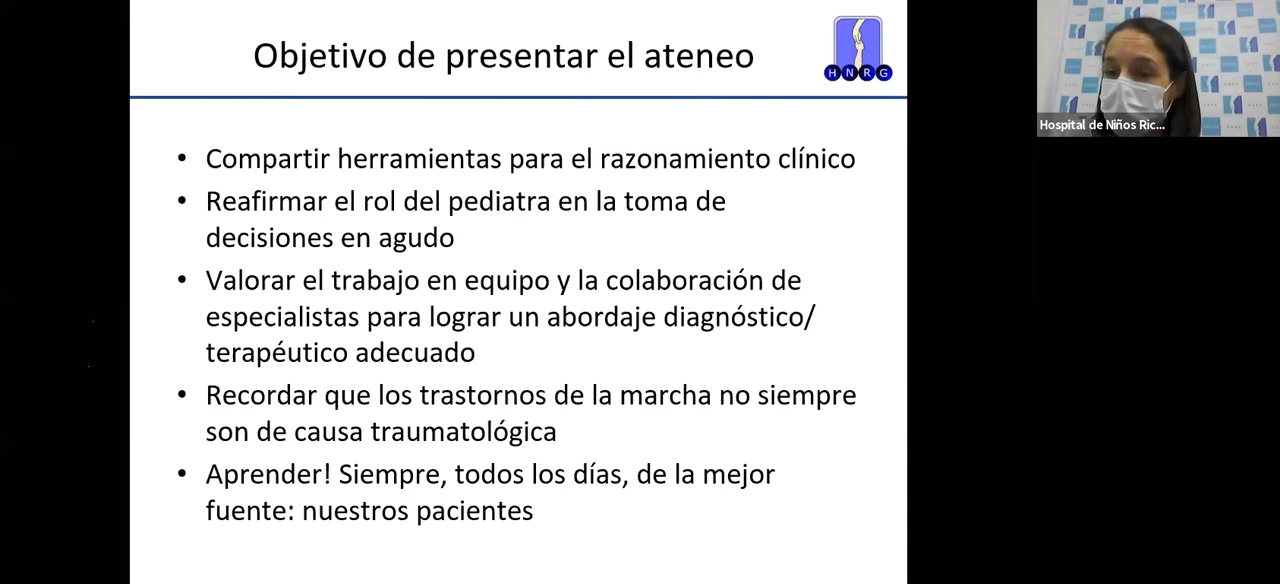 Objetivo de presentar el ateneo
H N R G
• Compartir herramientas para el razonamiento clínico
• Reafirmar el rol del pediatra en la toma de
decisiones en agudo
• Valorar el trabajo en equipo y la colaboración de
especialistas para lograr un abordaje diagnóstico/
terapéutico adecuado
• Recordar que los trastornos de la marcha no siempre
son de causa traumatológica
• Aprender! Siempre, todos los días, de la mejor
fuente: nuestros pacientes
Hospital de Niños Ric...